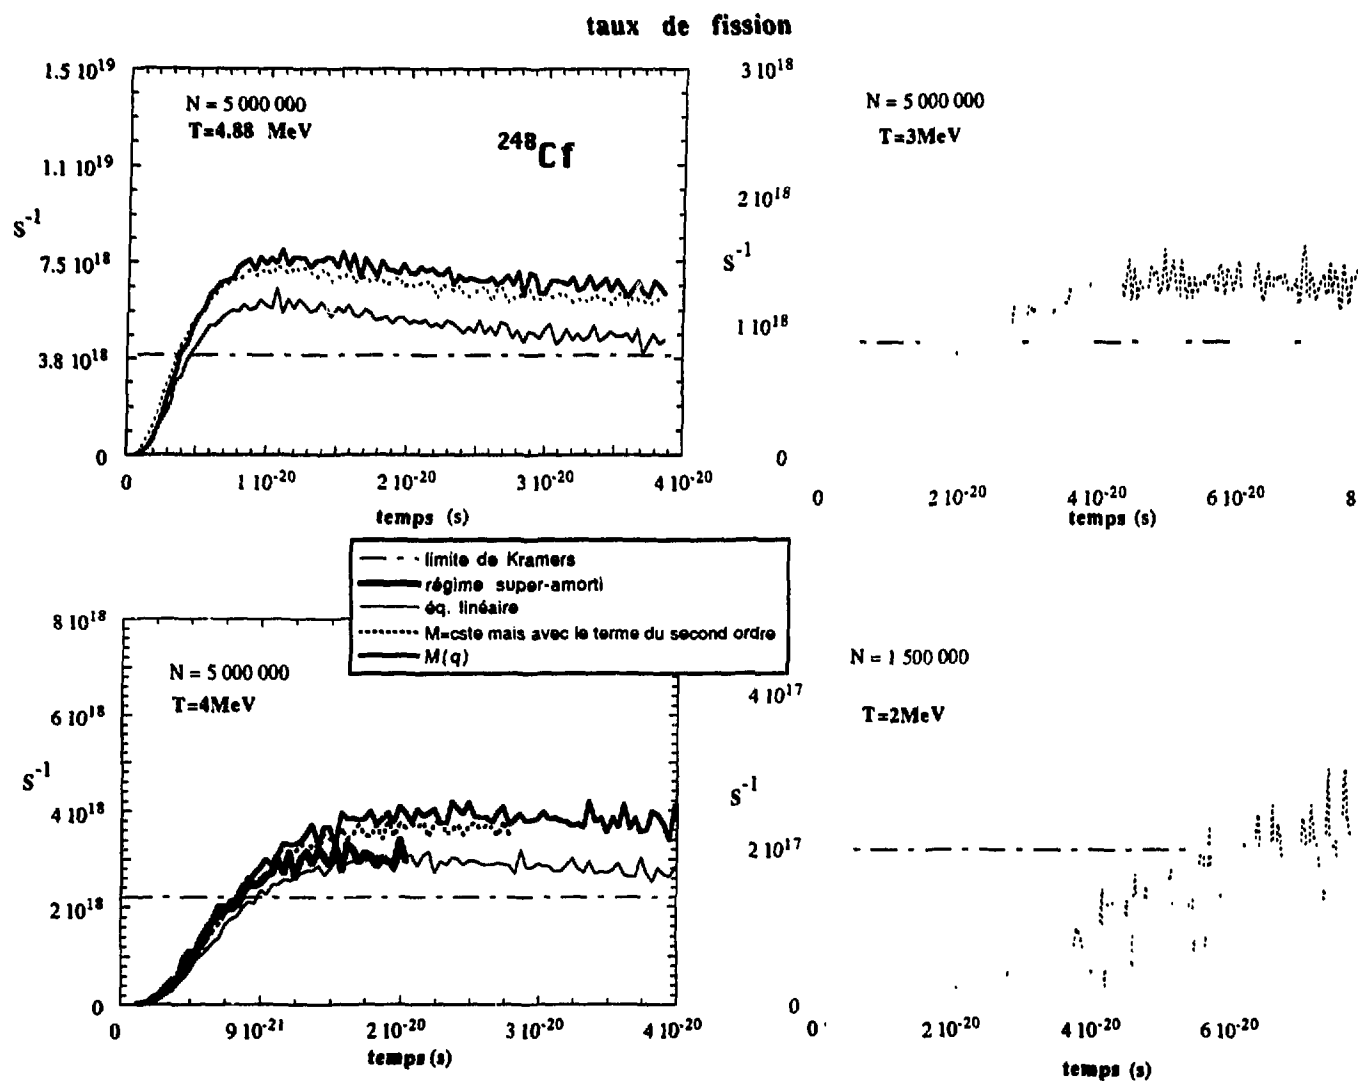 taux de fission
1.5 10^19
1.1 10^19
S^-1
7.5 10^18
3.8 10^18
0
N = 5 000 000
T=4.88 MeV
248Cf
0
1 10^-20
2 10^-20
3 10^-20
4 10^-20
temps (s)
3 10^18
2 10^18
S^-1
1 10^18
0
N = 5 000 000
T=3MeV
0
2 10^-20
4 10^-20
6 10^-20
8
temps (s)
limite de Kramers
régime super-amorti
éq. linéaire
M=cste mais avec le terme du second ordre
M(q)
8 10^18
6 10^18
S^-1
4 10^18
2 10^18
0
N = 5 000 000
T=4MeV
0
9 10^-21
2 10^-20
3 10^-20
4 10^-20
temps (s)
4 10^17
S^-1
2 10^17
0
N = 1 500 000
T=2MeV
0
2 10^-20
4 10^-20
6 10^-20
temps (s)